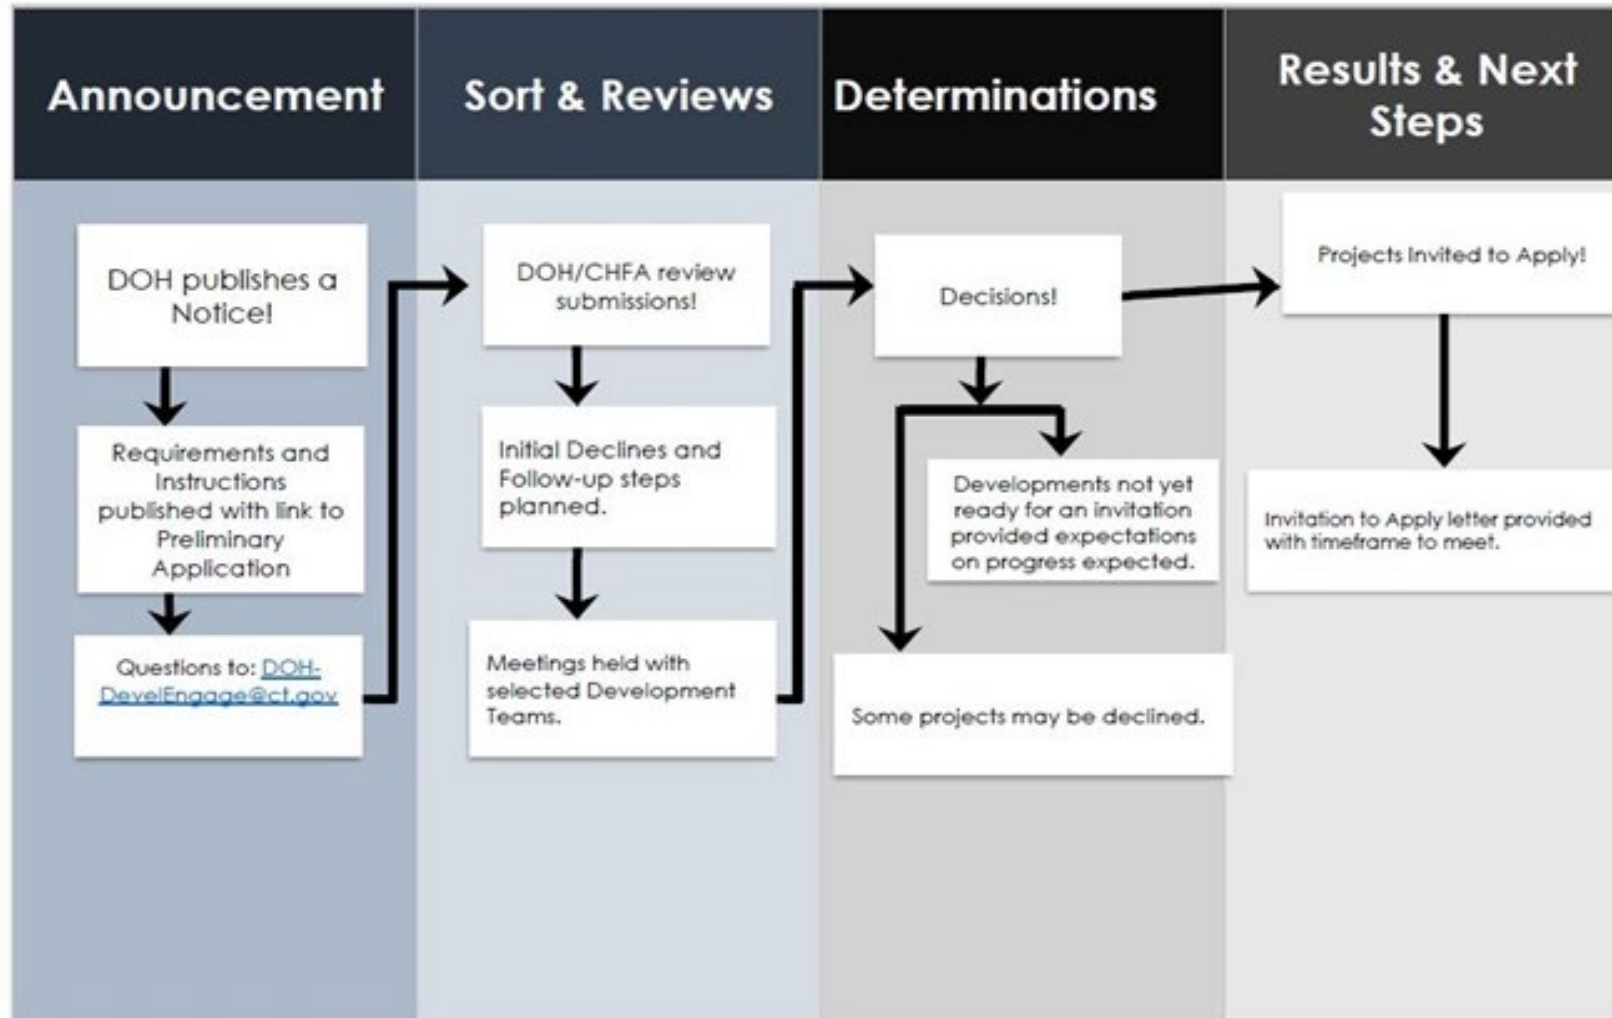 Announcement
Sort & Reviews
Determinations
Results & Next
Steps
DOH publishes a
Notice!
Requirements and
Instructions
published with link to
Preliminary
Application
Questions to: DOH-
DevelEngage@ct.gov
DOH/CHFA review
submissions!
Initial Declines and
Follow-up steps
planned.
Meetings held with
selected Development
Teams.
Decisions!
Developments not yet
ready for an invitation
provided expectations
on progress expected.
Some projects may be declined.
Projects Invited to Apply!
Invitation to Apply letter provided
with timeframe to meet.